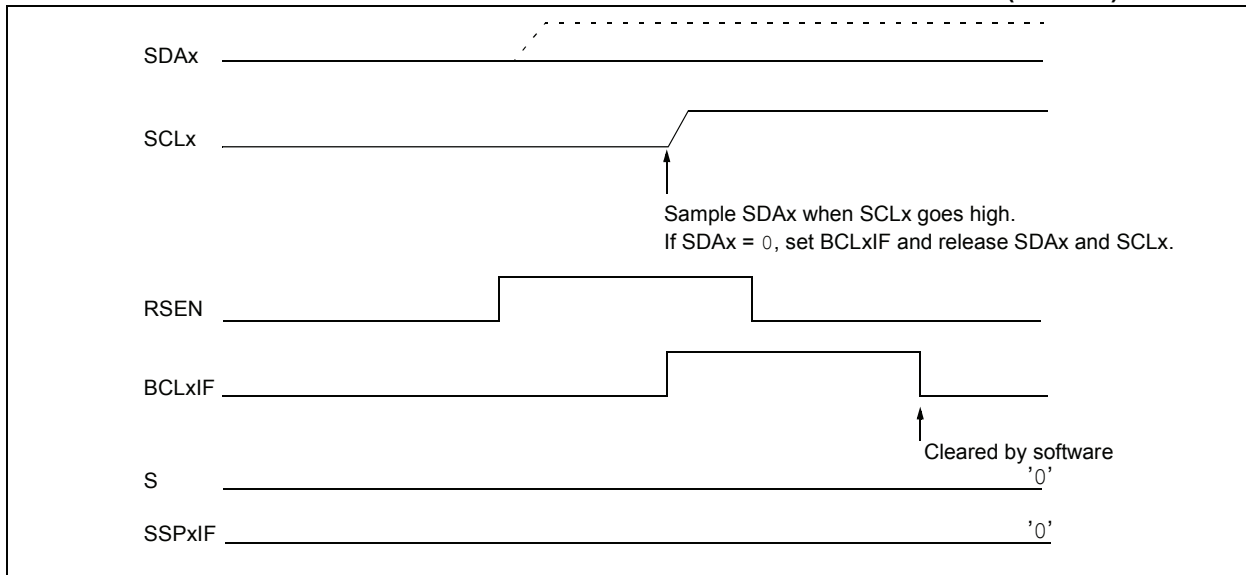 SDAx
SCLx
Sample SDAx when SCLx goes high.
If SDAx = 0, set BCLxIF and release SDAx and SCLx.
RSEN
BCLxIF
Cleared by software
S
'0'
SSPxIF
'0'